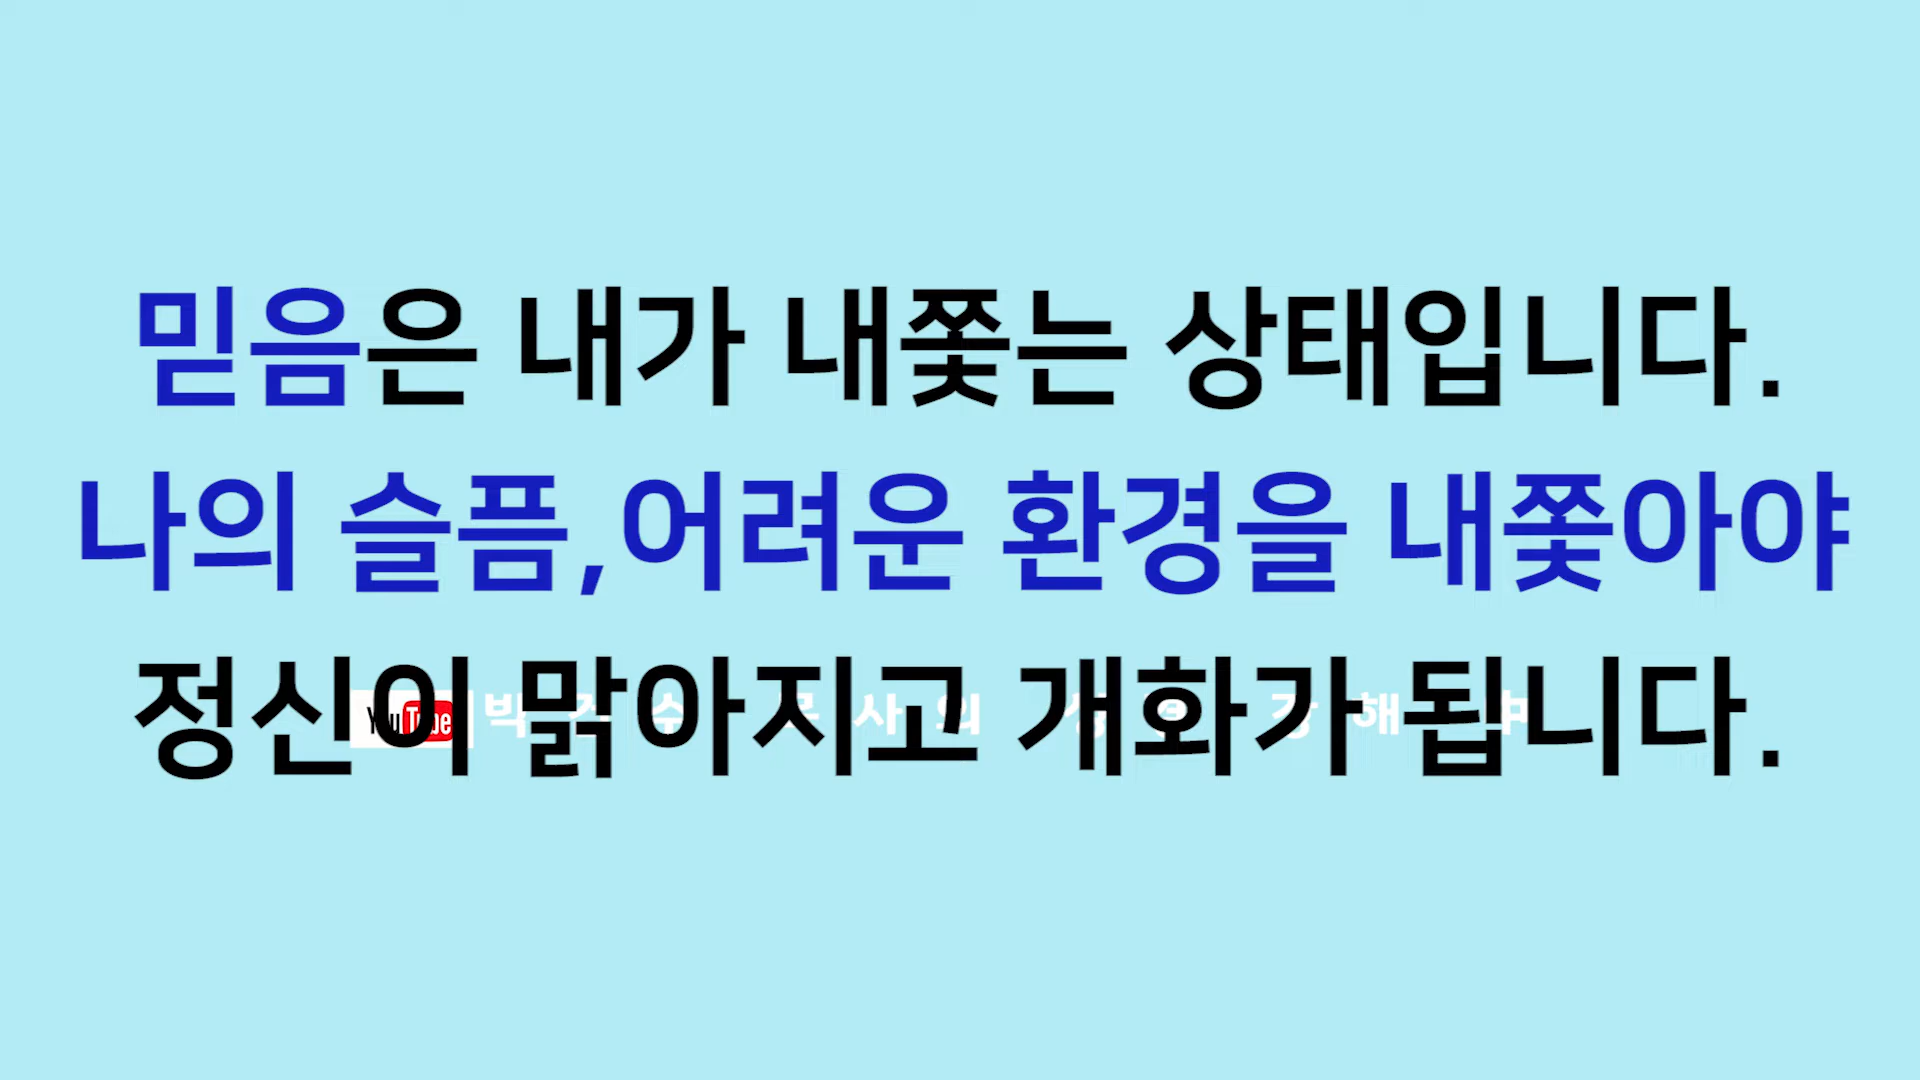 믿음은 내가 내쫓는 상태입니다.
나의 슬픔,어려운 환경을 내쫓아야
정신이 맑아지고 개화가 됩니다.
YouTube